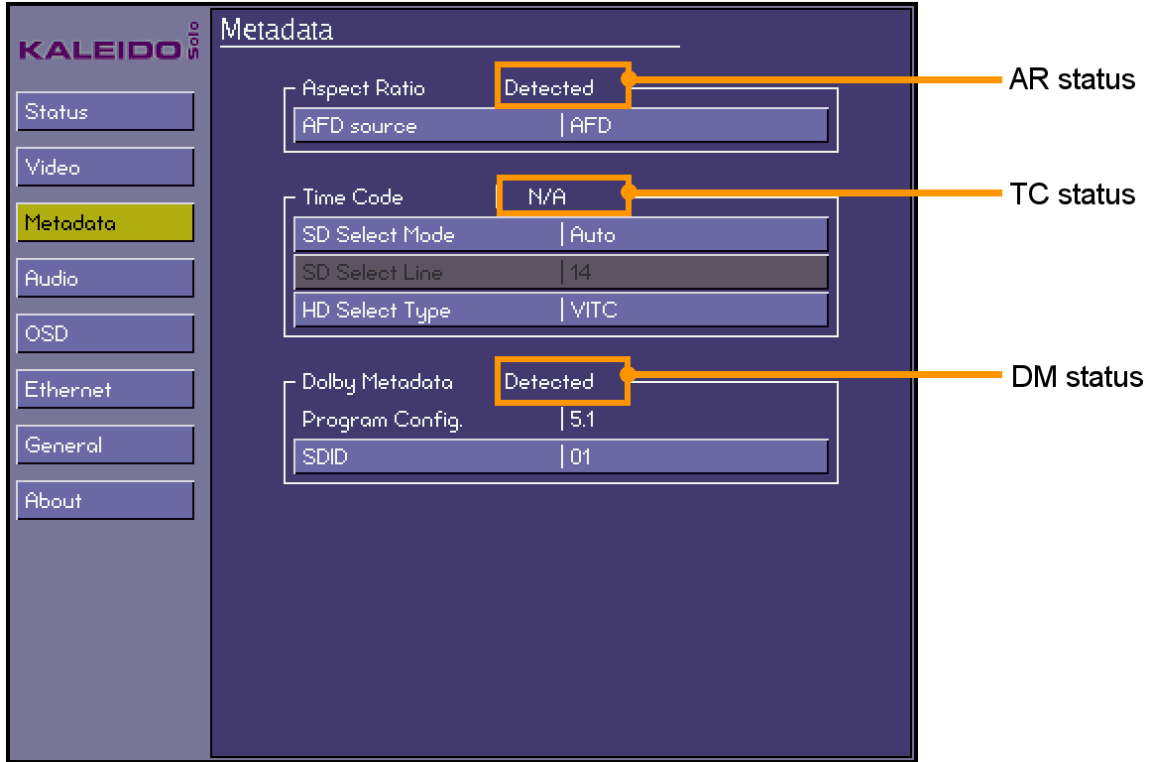 KALEIDO Solo
Status
Video
Metadata
Audio
OSD
Ethernet
General
About
Metadata
Aspect Ratio Detected
AFD source AFD
Time Code N/A
SD Select Mode Auto
SD Select Line 14
HD Select Type VITC
Dolby Metadata Detected
Program Config. 5.1
SDID 01
AR status
TC status
DM status